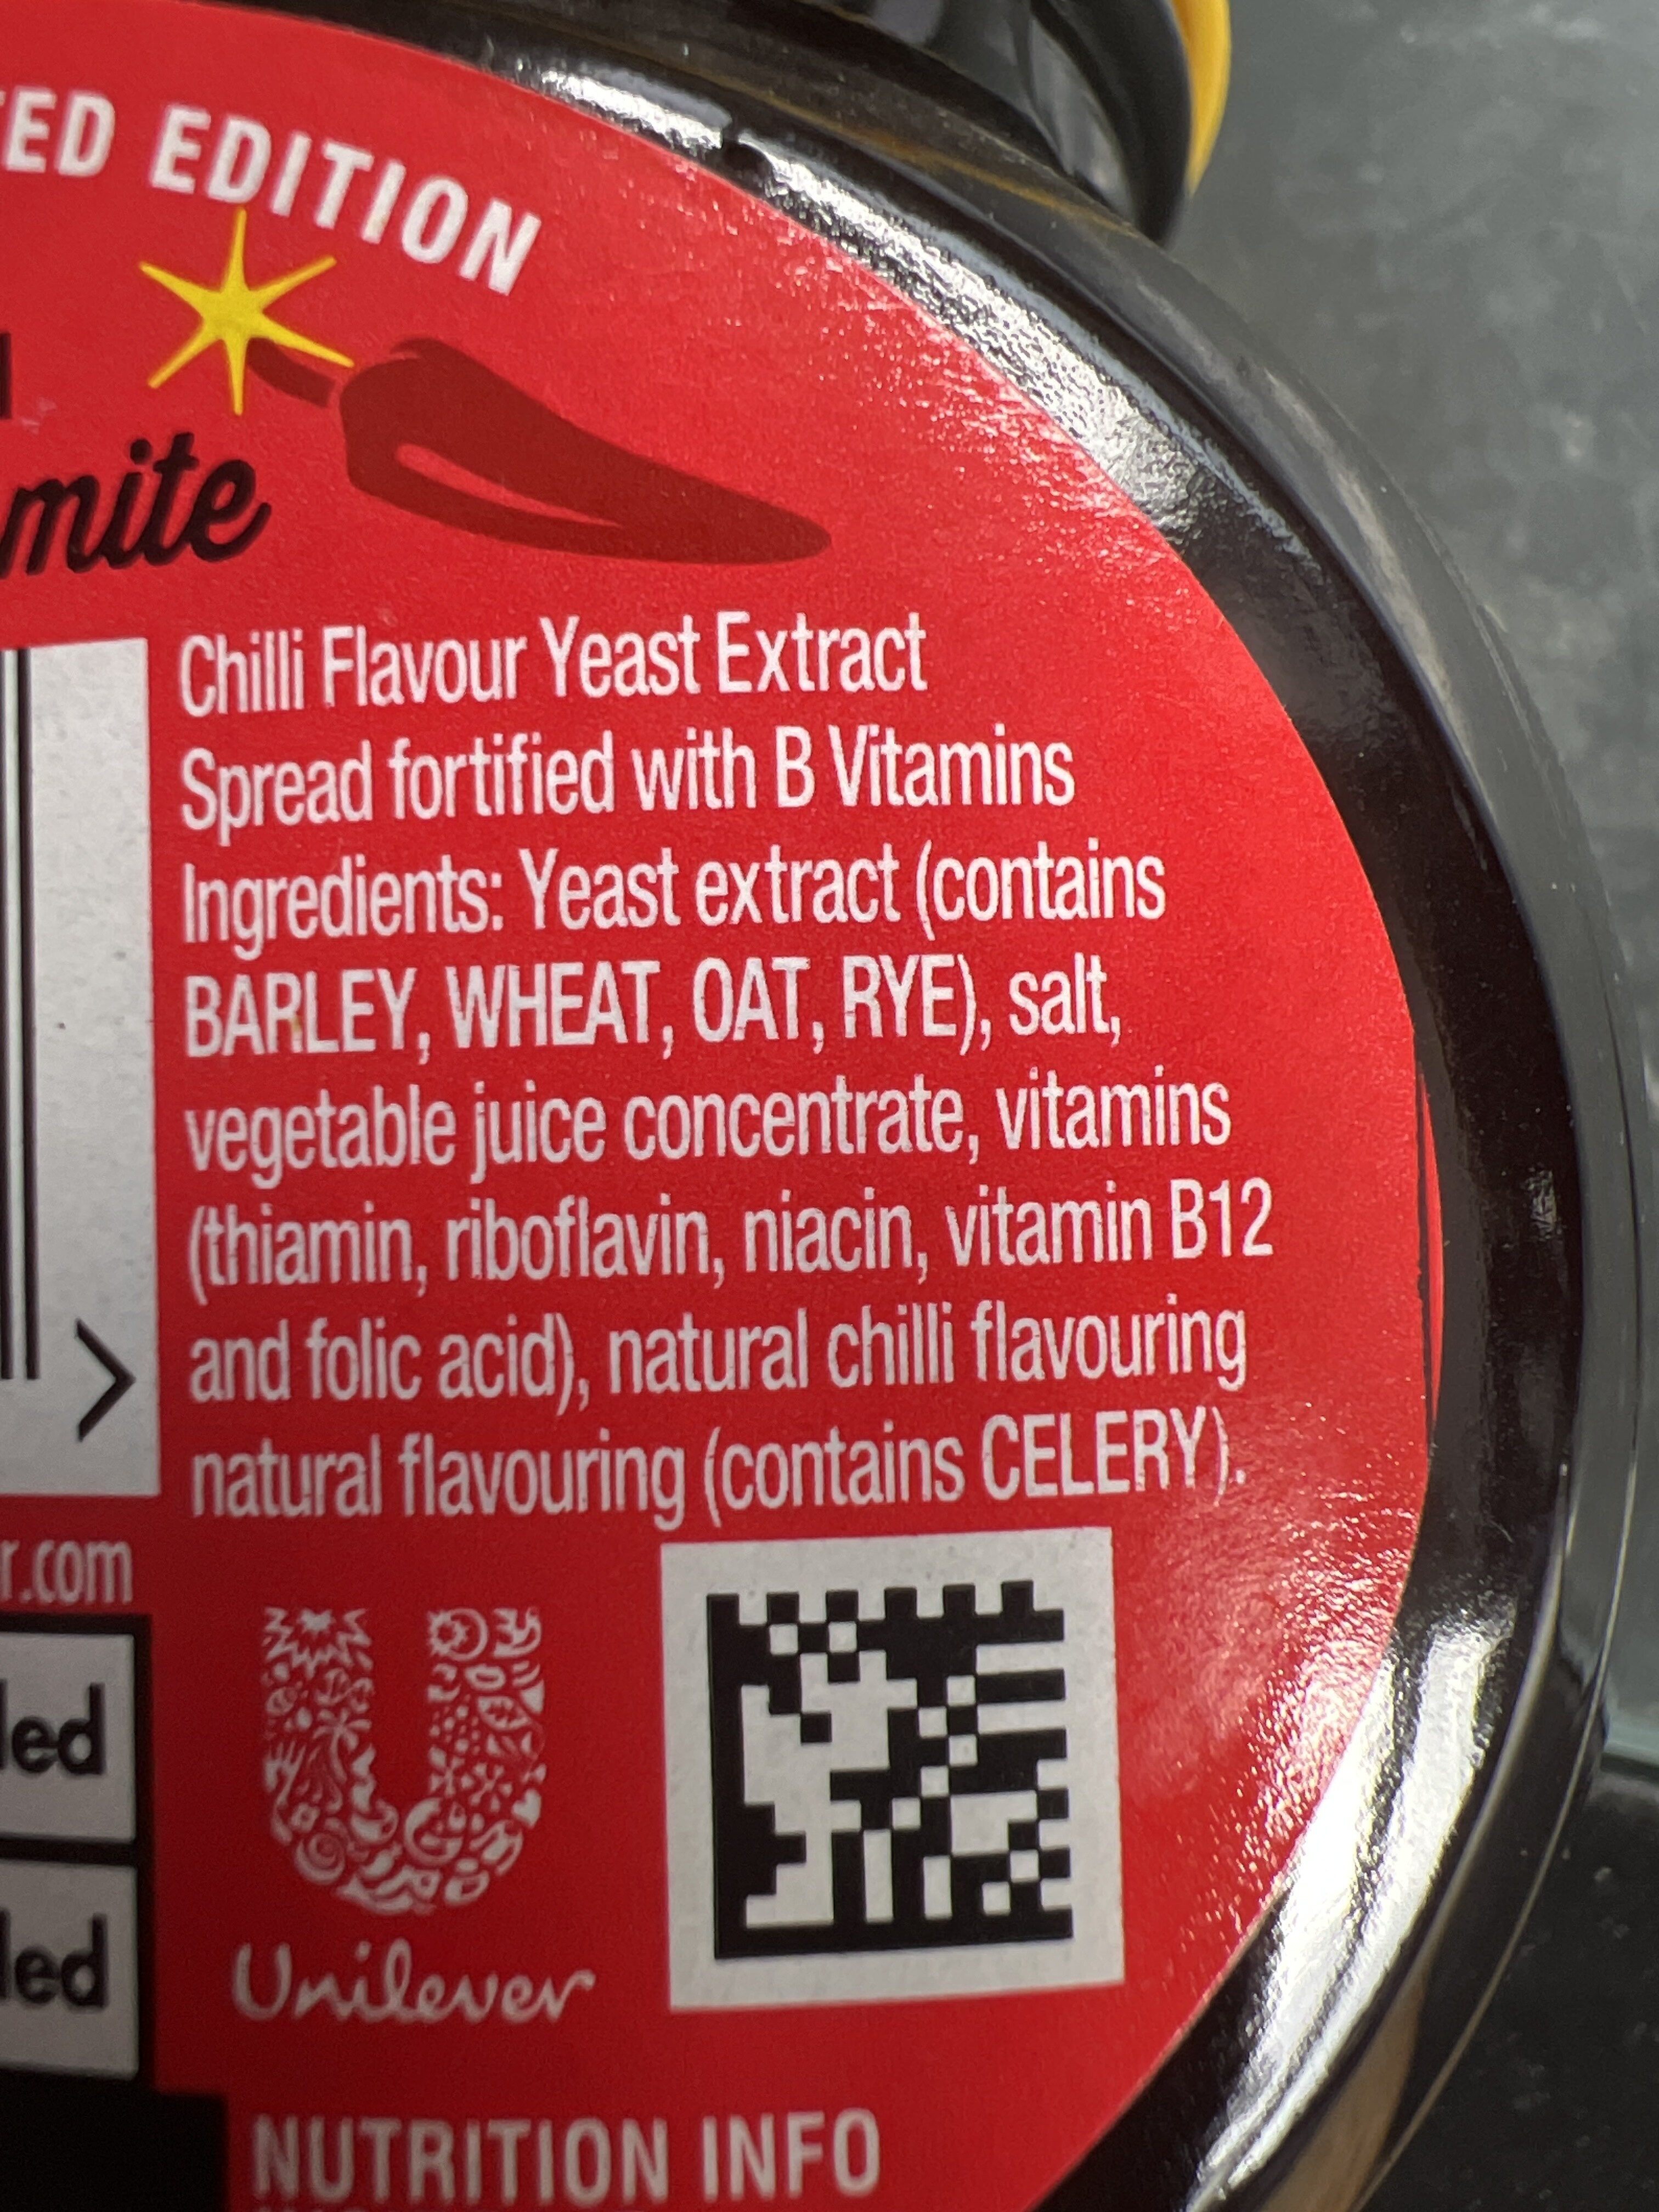 TED EDITION
mite
Chilli Flavour Yeast Extract
Spread fortified with B Vitamins
Ingredients: Yeast extract (contains
BARLEY, WHEAT, OAT, RYE), salt,
vegetable juice concentrate, vitamins
(thiamin, riboflavin, niacin, vitamin B12
and folic acid), natural chilli flavouring
natural flavouring (contains CELERY).
>
r.com
led
led
Unilever
NUTRITION INFO